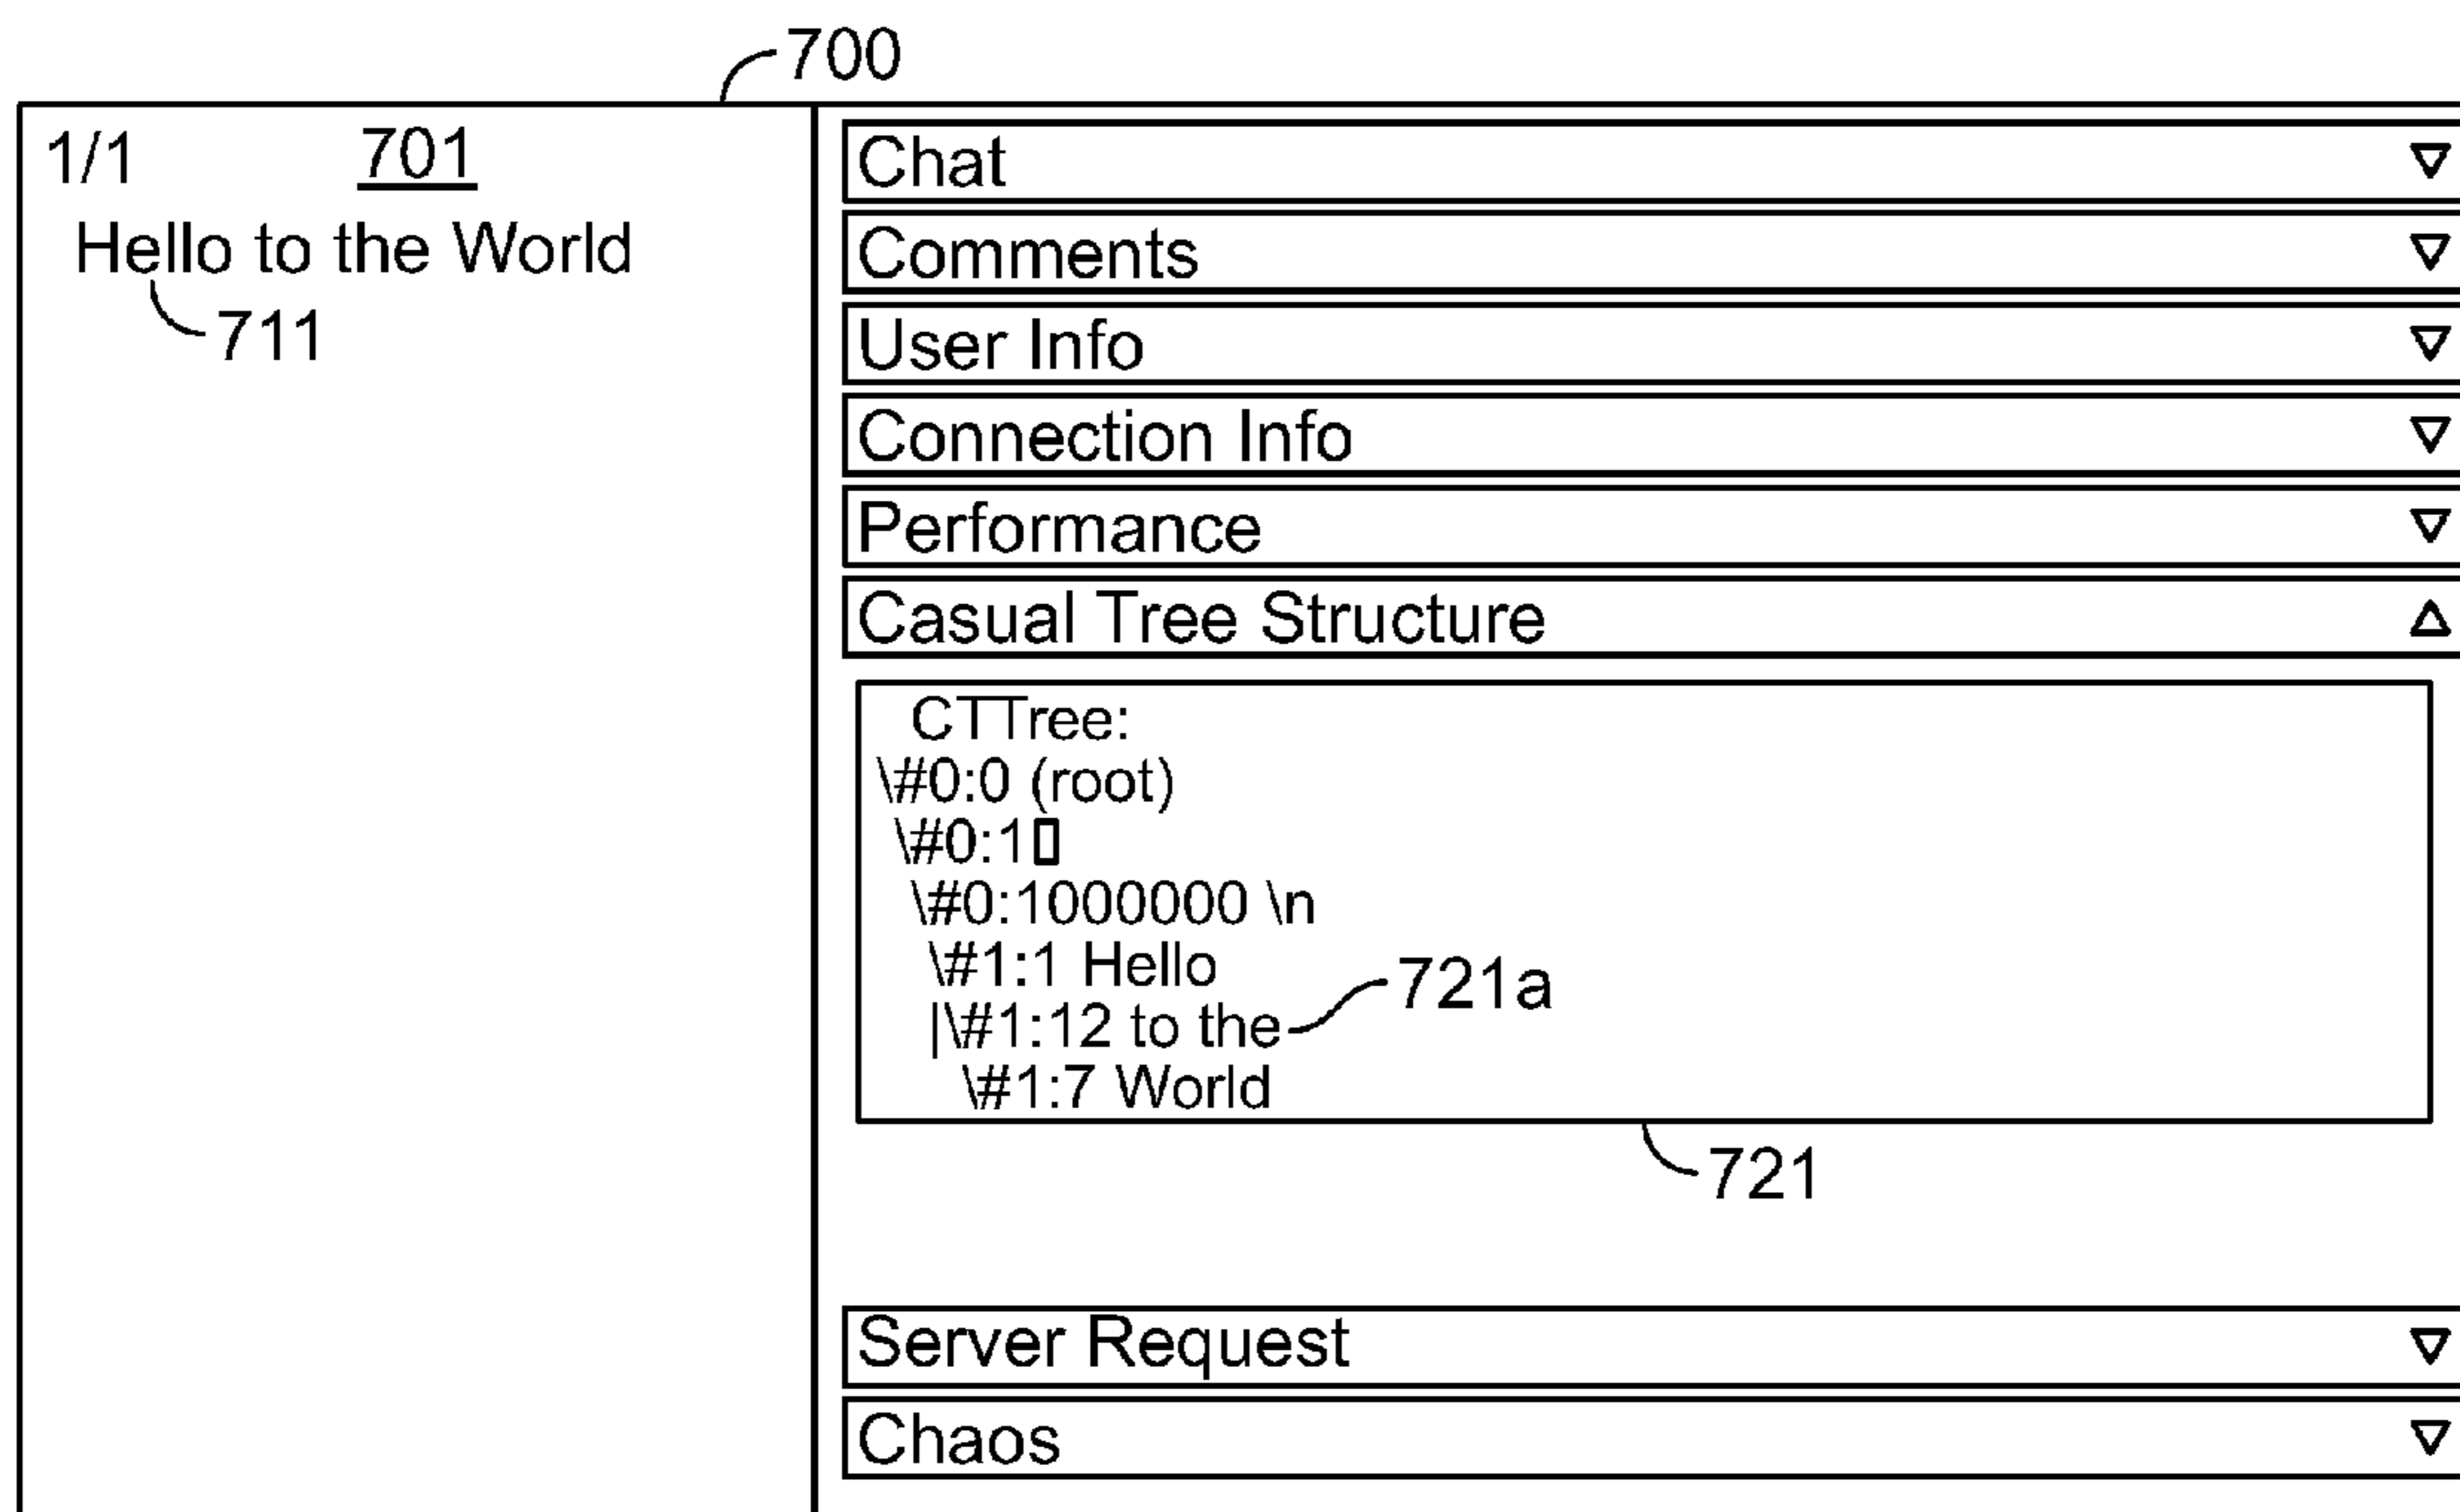 700
1/1 701
Hello to the World
711
Chat
Comments
User Info
Connection Info
Performance
Casual Tree Structure
CTTree:
\#0:0 (root)
\#0:1▯
\#0:1000000 \n
\#1:1 Hello
721a
|\#1:12 to the
\#1:7 World
721
Server Request
Chaos